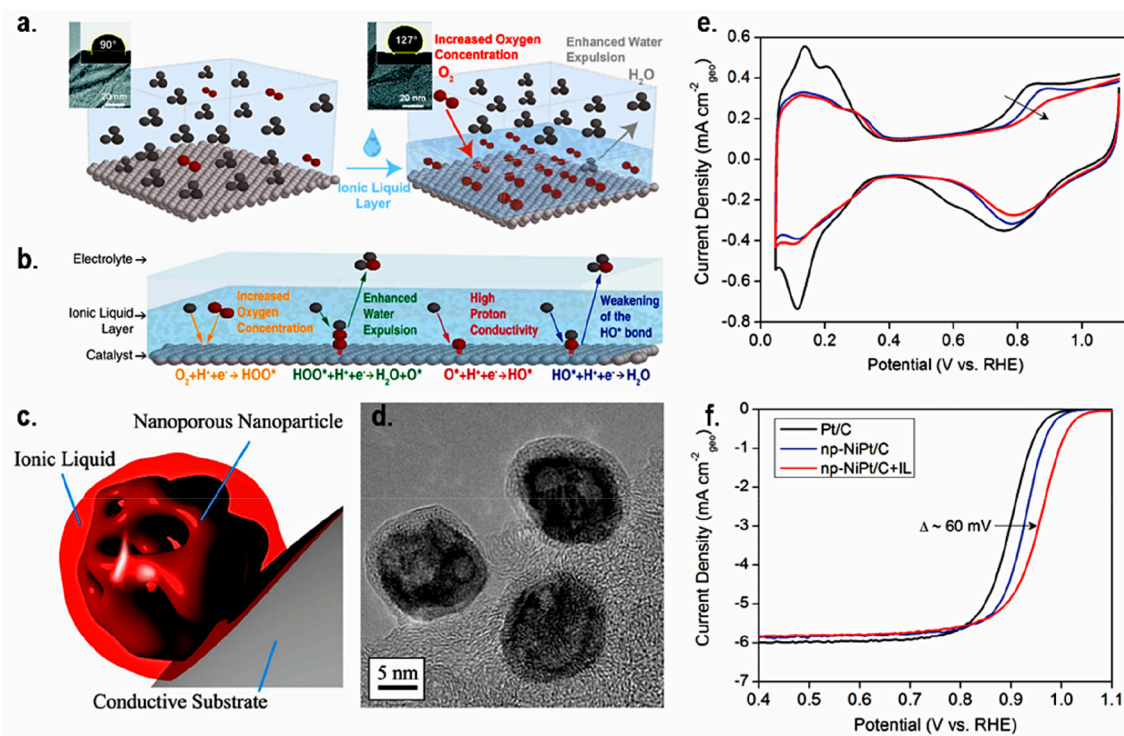 a.
90°
20 nm
127°
20 nm
Increased Oxygen
Concentration
O₂
Enhanced Water
Expulsion
H₂O
Ionic Liquid
Layer
b.
Electrolyte
Ionic Liquid
Layer
Catalyst
Increased
Oxygen
Concentration
Enhanced
Water
Expulsion
High
Proton
Conductivity
Weakening
of the
HO* bond
O₂+H⁺+e⁻→ HOO*
HOO*+H⁺+e⁻→H₂O+O*
O*+H⁺+e⁻→HO*
HO*+H⁺+e⁻→ H₂O
c.
Nanoporous Nanoparticle
Ionic Liquid
Conductive Substrate
d.
5 nm
e.
Current Density (mA cm⁻²geo)
0.6
0.4
0.2
0.0
-0.2
-0.4
-0.6
-0.8
0.0 0.2 0.4 0.6 0.8 1.0
Potential (V vs. RHE)
f.
Current Density (mA cm⁻²geo)
0
-1
-2
-3
-4
-5
-6
-7
Pt/C
np-NiPt/C
np-NiPt/C+IL
Δ ~ 60 mV
0.4 0.5 0.6 0.7 0.8 0.9 1.0 1.1
Potential (V vs. RHE)